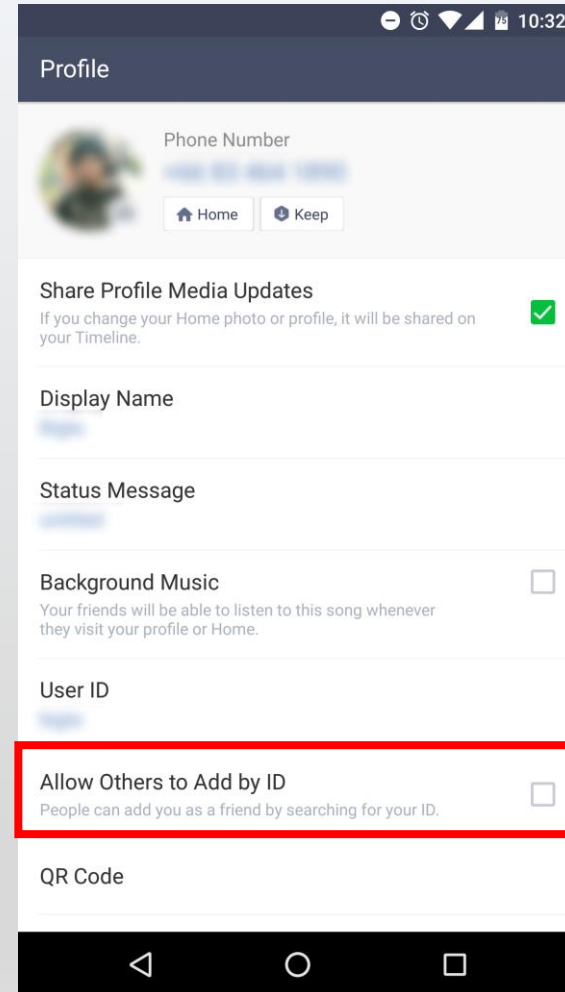 75 10:32
Profile
Phone Number
Home Keep
Share Profile Media Updates
If you change your Home photo or profile, it will be shared on
your Timeline.
Display Name
Status Message
Background Music
Your friends will be able to listen to this song whenever
they visit your profile or Home.
User ID
Allow Others to Add by ID
People can add you as a friend by searching for your ID.
QR Code